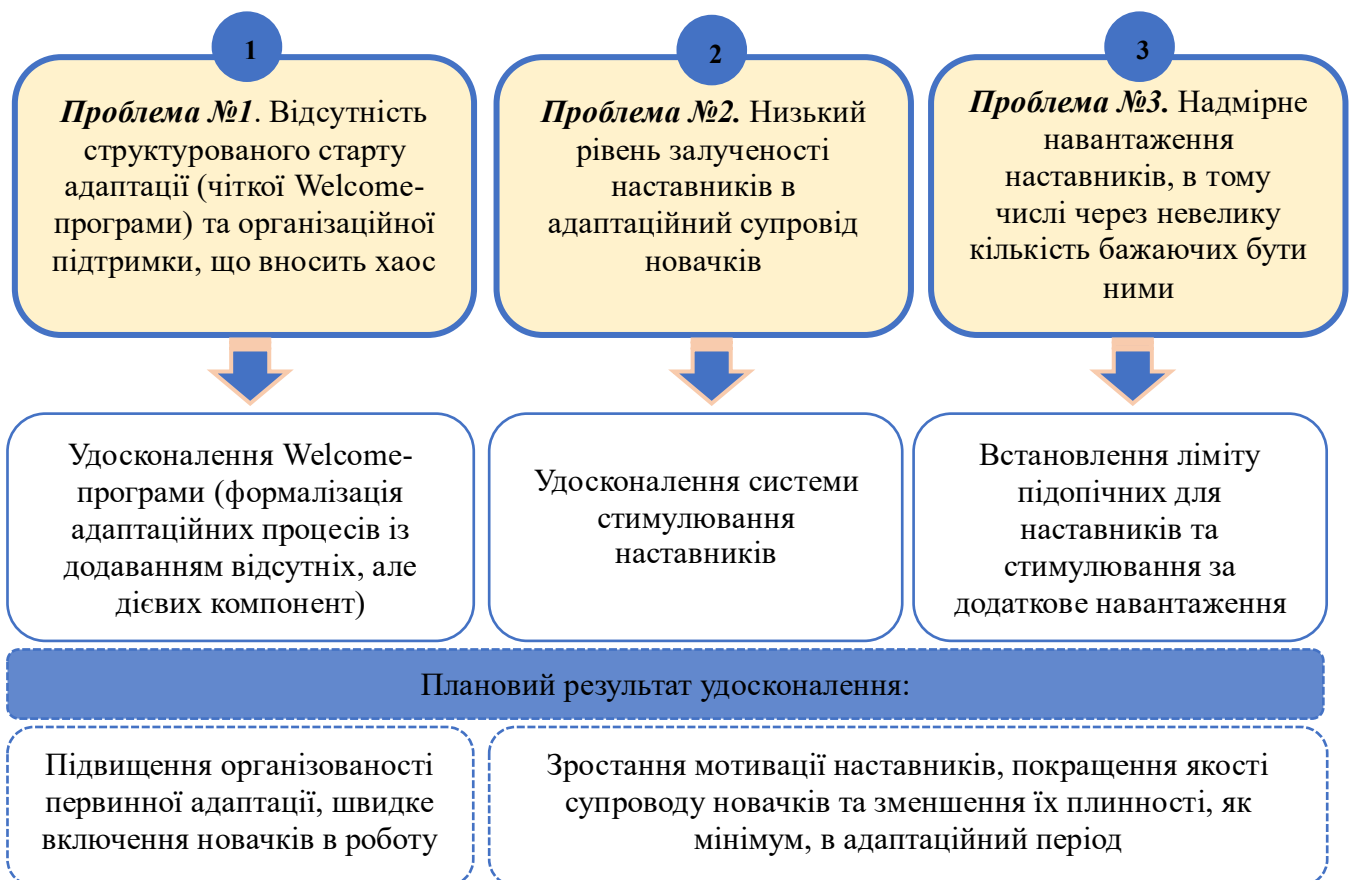 1
Проблема №1. Відсутність
структурованого старту
адаптації (чіткої Welcome-
програми) та організаційної
підтримки, що вносить хаос
2
Проблема №2. Низький
рівень залученості
наставників в
адаптаційний супровід
новачків
3
Проблема №3. Надмірне
навантаження
наставників, в тому
числі через невелику
кількість бажаючих бути
ними
Удосконалення Welcome-
програми (формалізація
адаптаційних процесів із
додаванням відсутніх, але
дієвих компонент)
Удосконалення системи
стимулювання
наставників
Встановлення ліміту
підопічних для
наставників та
стимулювання за
додаткове навантаження
Плановий результат удосконалення:
Підвищення організованості
первинної адаптації, швидке
включення новачків в роботу
Зростання мотивації наставників, покращення якості
супроводу новачків та зменшення їх плинності, як
мінімум, в адаптаційний період